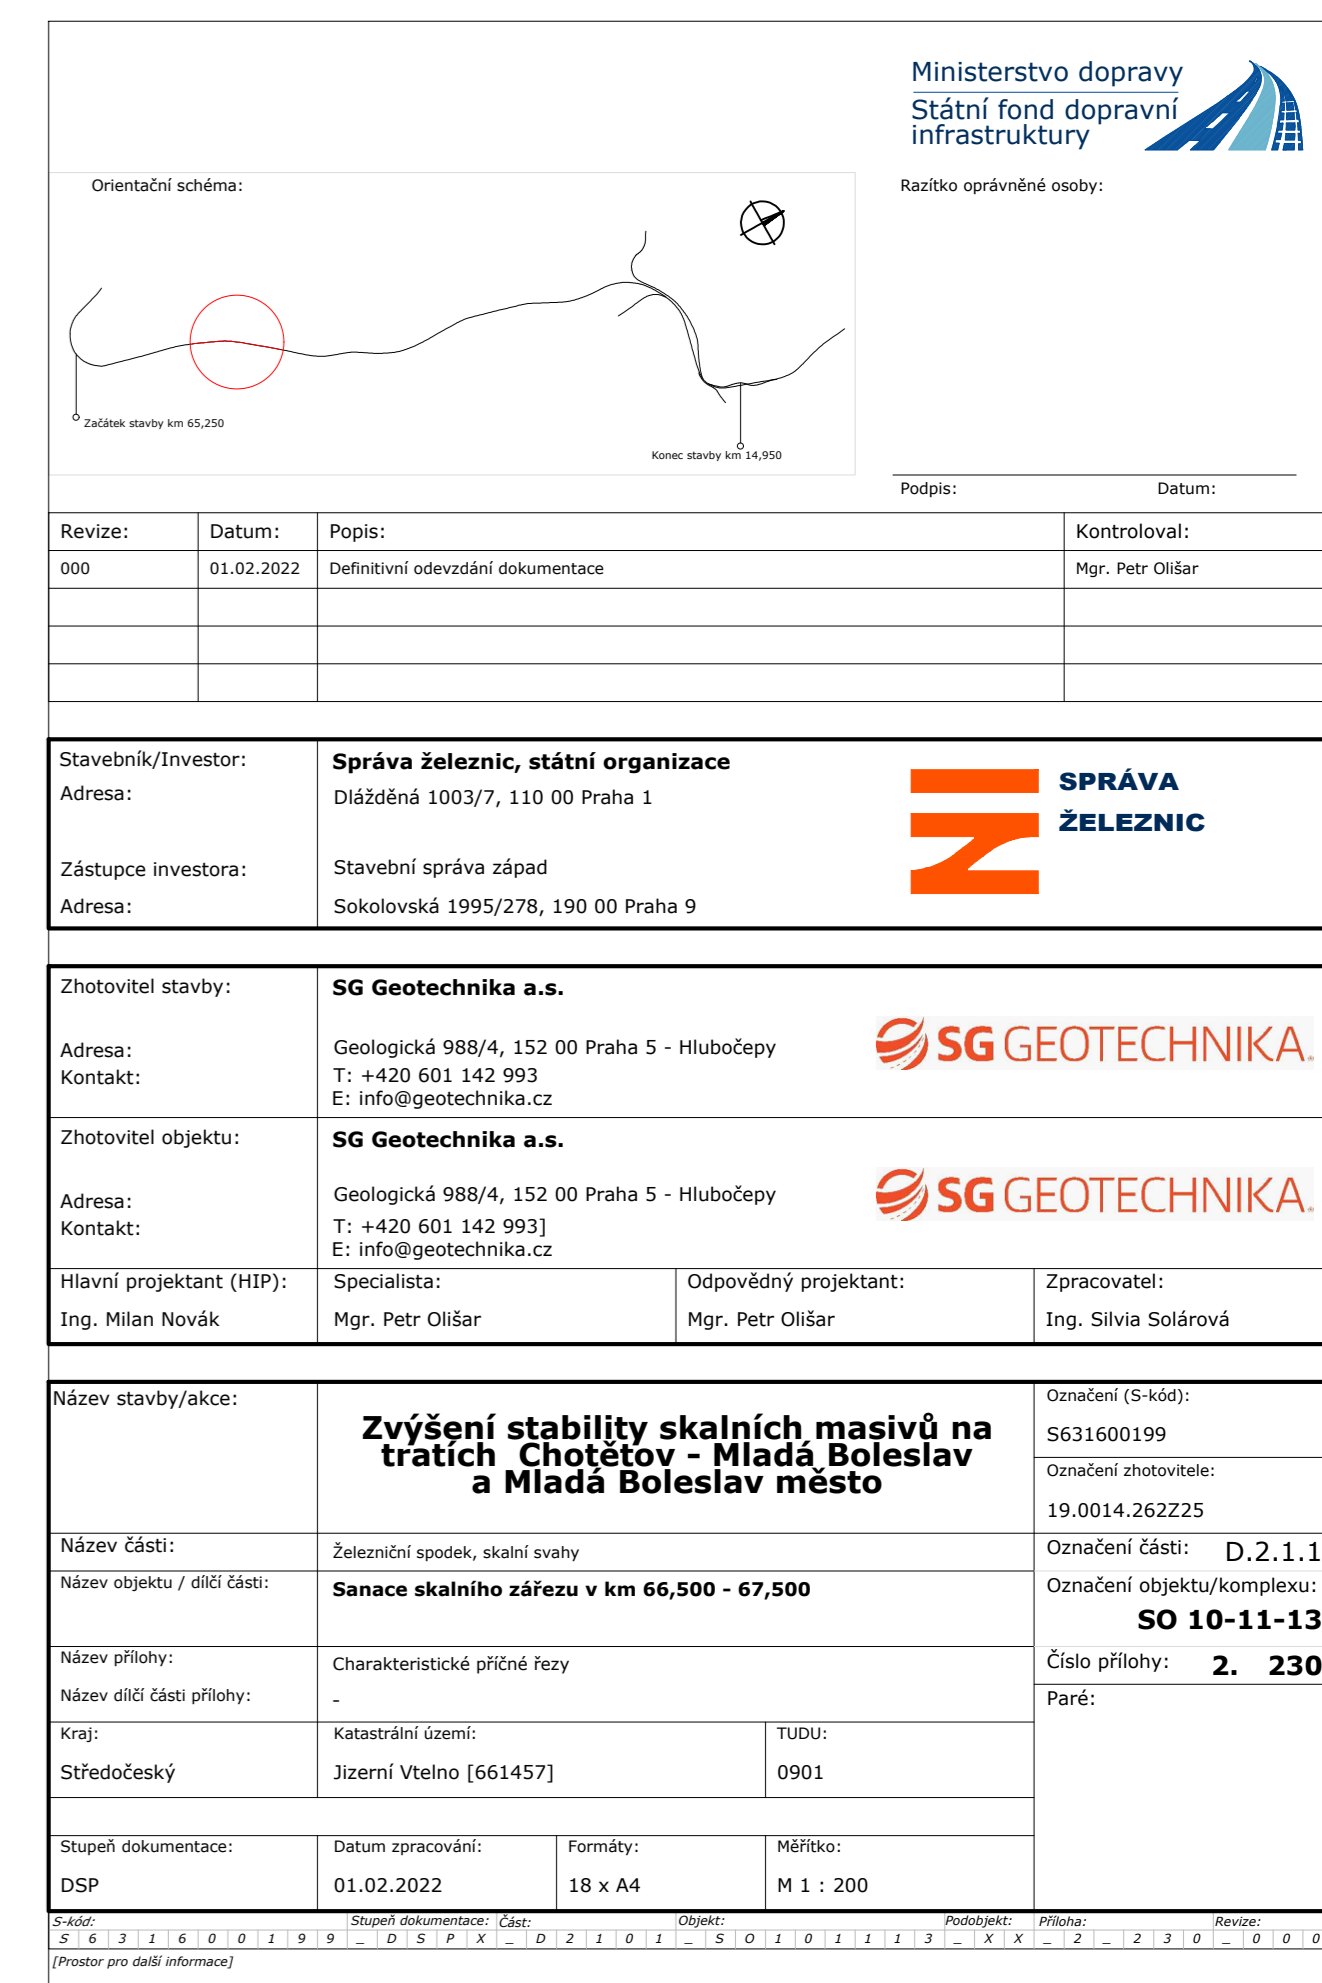 Ministerstvo dopravy
Státní fond dopravní
infrastruktury
Orientační schéma:
Razítko oprávněné osoby:
Začátek stavby km 65,250
Konec stavby km 14,950
Podpis: Datum:
Revize: Datum: Popis: Kontroloval:
000 01.02.2022 Definitivní odevzdání dokumentace Mgr. Petr Olišar
Stavebník/Investor: Správa železnic, státní organizace
Adresa: Dlážděná 1003/7, 110 00 Praha 1
SPRÁVA
ŽELEZNIC
Zástupce investora: Stavební správa západ
Adresa: Sokolovská 1995/278, 190 00 Praha 9
Zhotovitel stavby: SG Geotechnika a.s.
SG GEOTECHNIKA.
Adresa: Geologická 988/4, 152 00 Praha 5 - Hlubočepy
Kontakt: T: +420 601 142 993
E: info@geotechnika.cz
Zhotovitel objektu: SG Geotechnika a.s.
SG GEOTECHNIKA.
Adresa: Geologická 988/4, 152 00 Praha 5 - Hlubočepy
Kontakt: T: +420 601 142 993]
E: info@geotechnika.cz
Hlavní projektant (HIP): Specialista: Odpovědný projektant: Zpracovatel:
Ing. Milan Novák Mgr. Petr Olišar Mgr. Petr Olišar Ing. Silvia Solárová
Název stavby/akce:
Zvýšení stability skalních masivů na
tratích Chotětov - Mladá Boleslav
a Mladá Boleslav město
Označení (S-kód):
S631600199
Označení zhotovitele:
19.0014.262Z25
Název části: Železniční spodek, skalní svahy
Označení části: D.2.1.1
Název objektu / dílčí části: Sanace skalního zářezu v km 66,500 - 67,500
Označení objektu/komplexu:
SO 10-11-13
Název přílohy: Charakteristické příčné řezy
Číslo přílohy: 2. 230
Název dílčí části přílohy: -
Paré:
Kraj: Katastrální území: TUDU:
Středočeský Jizerní Vtelno [661457] 0901
Stupeň dokumentace: Datum zpracování: Formáty: Měřítko:
DSP 01.02.2022 18 x A4 M 1 : 200
S-kód: Stupeň dokumentace: Část: Objekt: Podobjekt: Příloha: Revize:
S 6 3 1 6 0 0 1 9 9 _ D S P X _ D 2 1 0 1 _ S O 1 0 1 1 1 3 _ X X _ 2 _ 2 3 0 _ 0 0 0
[Prostor pro další informace]